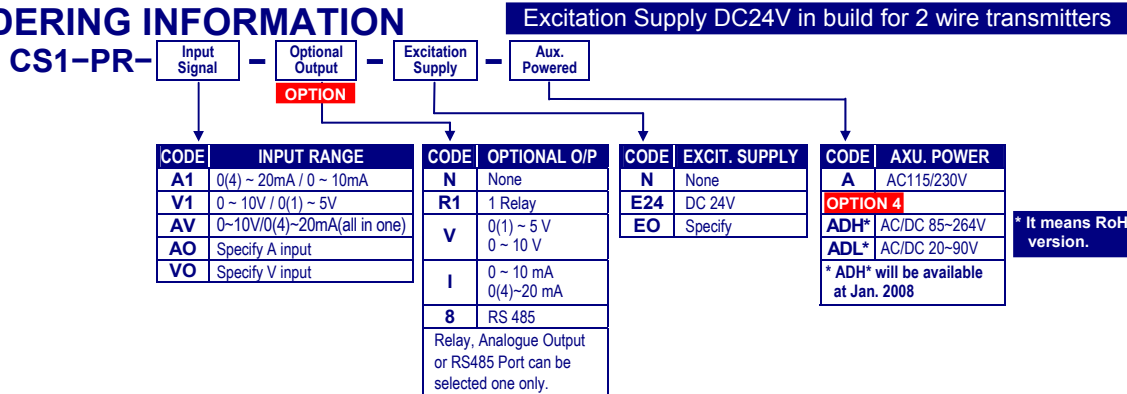 DERING INFORMATION
Excitation Supply DC24V in build for 2 wire transmitters
CS1−PR−
Input
Signal
−
Optional
Output
−
Excitation
Supply
−
Aux.
Powered
OPTION
CODE INPUT RANGE
A1 0(4) ~ 20mA / 0 ~ 10mA
V1 0 ~ 10V / 0(1) ~ 5V
AV 0~10V/0(4)~20mA(all in one)
AO Specify A input
VO Specify V input
CODE OPTIONAL O/P
N None
R1 1 Relay
V 0(1) ~ 5 V
0 ~ 10 V
I 0 ~ 10 mA
0(4)~20 mA
8 RS 485
Relay, Analogue Output
or RS485 Port can be
selected one only.
CODE EXCIT. SUPPLY
N None
E24 DC 24V
EO Specify
CODE AXU. POWER
A AC115/230V
OPTION 4
ADH* AC/DC 85~264V
ADL* AC/DC 20~90V
* ADH* will be available
at Jan. 2008
* It means RoH
version.